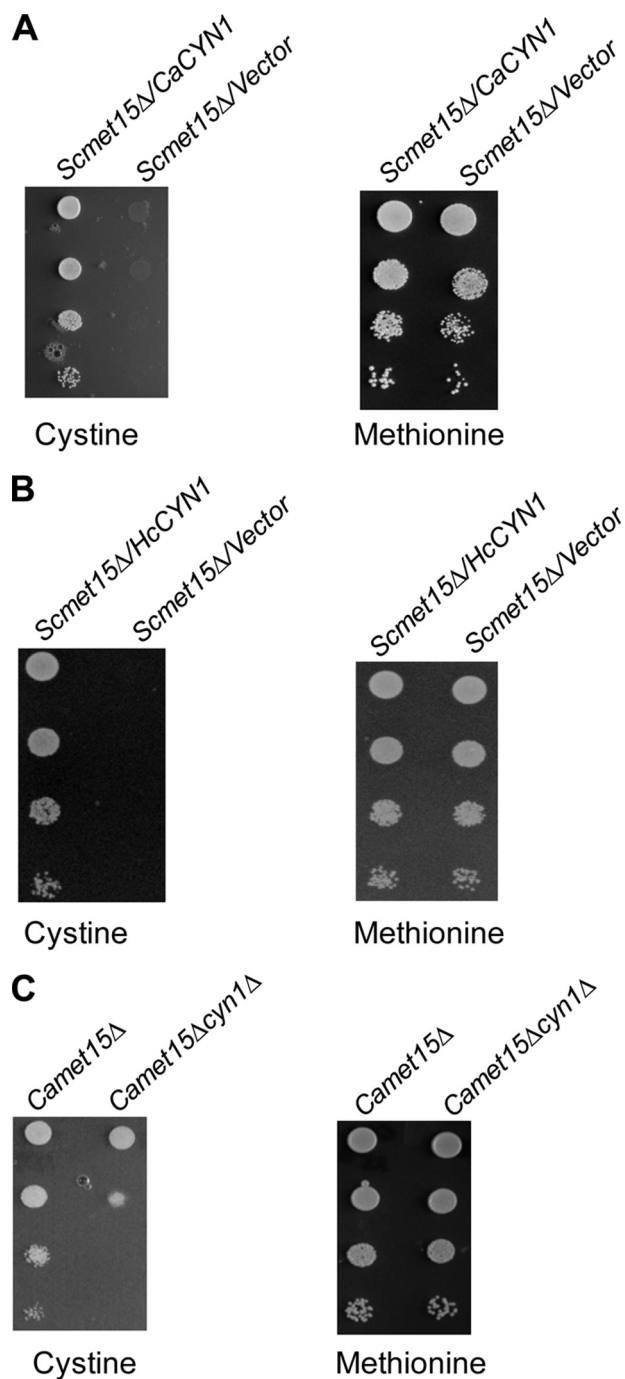 A
Scmet15Δ/CaCYN1
Scmet15Δ/Vector
Scmet15Δ/CaCYN1
Scmet15Δ/Vector
Cystine
Methionine
B
Scmet15Δ/HcCYN1
Scmet15Δ/Vector
Scmet15Δ/HcCYN1
Scmet15Δ/Vector
Cystine
Methionine
C
Camet15Δ
Camet15Δcyn1Δ
Camet15Δ
Camet15Δcyn1Δ
Cystine
Methionine